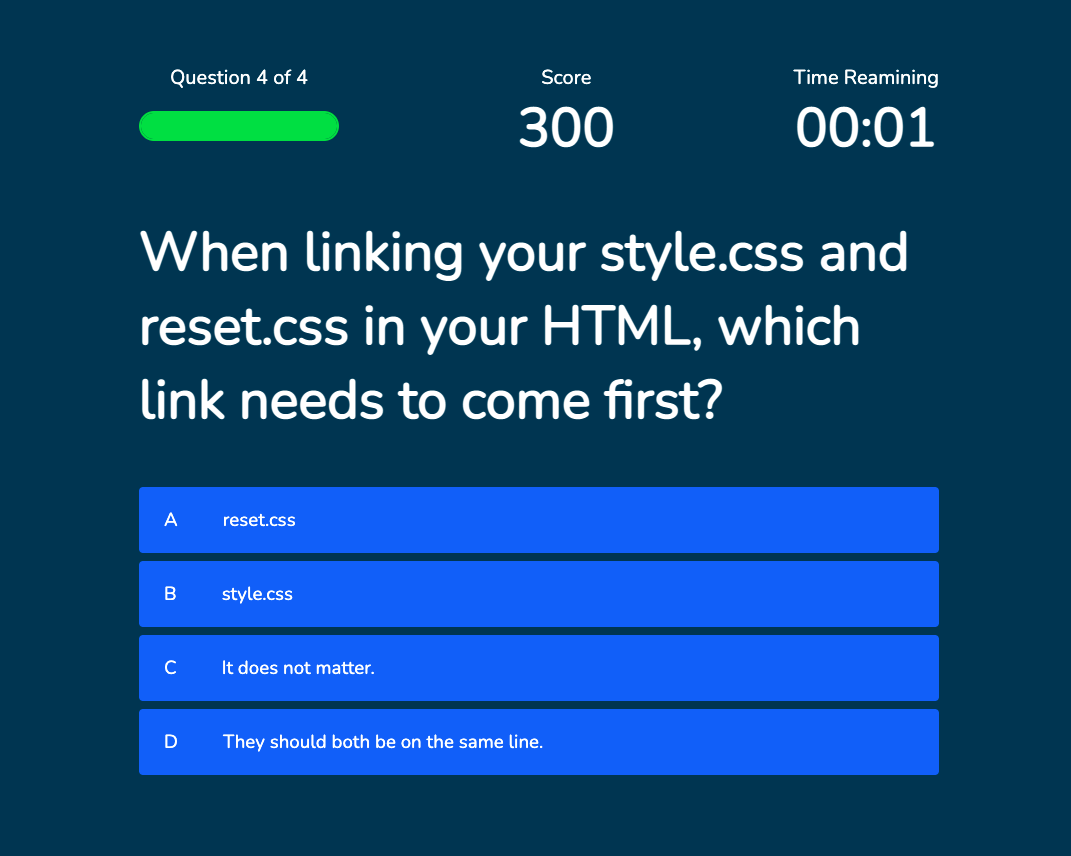 Question 4 of 4
Score
300
Time Reamining
00:01
When linking your style.css and
reset.css in your HTML, which
link needs to come first?
A reset.css
B style.css
C It does not matter.
D They should both be on the same line.